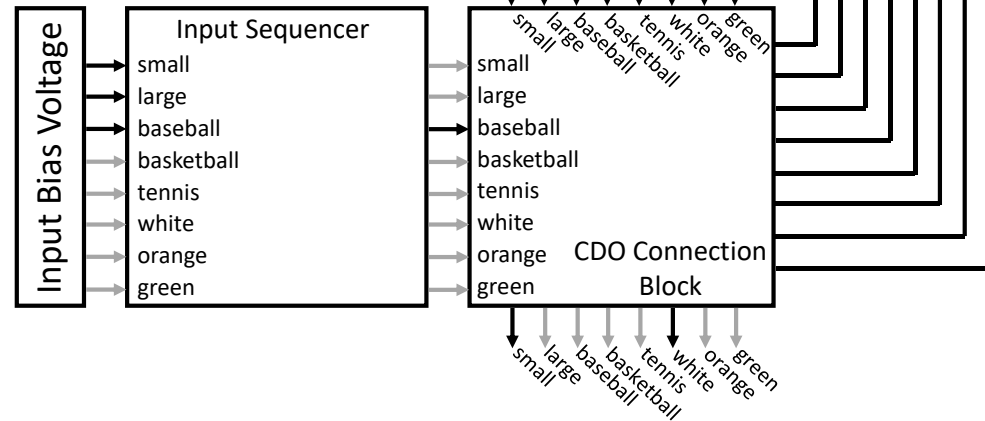 Input Bias Voltage
Input Sequencer
small
large
baseball
basketball
tennis
white
orange
green
small
large
baseball
basketball
tennis
white
orange
green
small
large
baseball
basketball
tennis
white
orange
green
CDO Connection
Block
small
large
baseball
basketball
tennis
white
orange
green